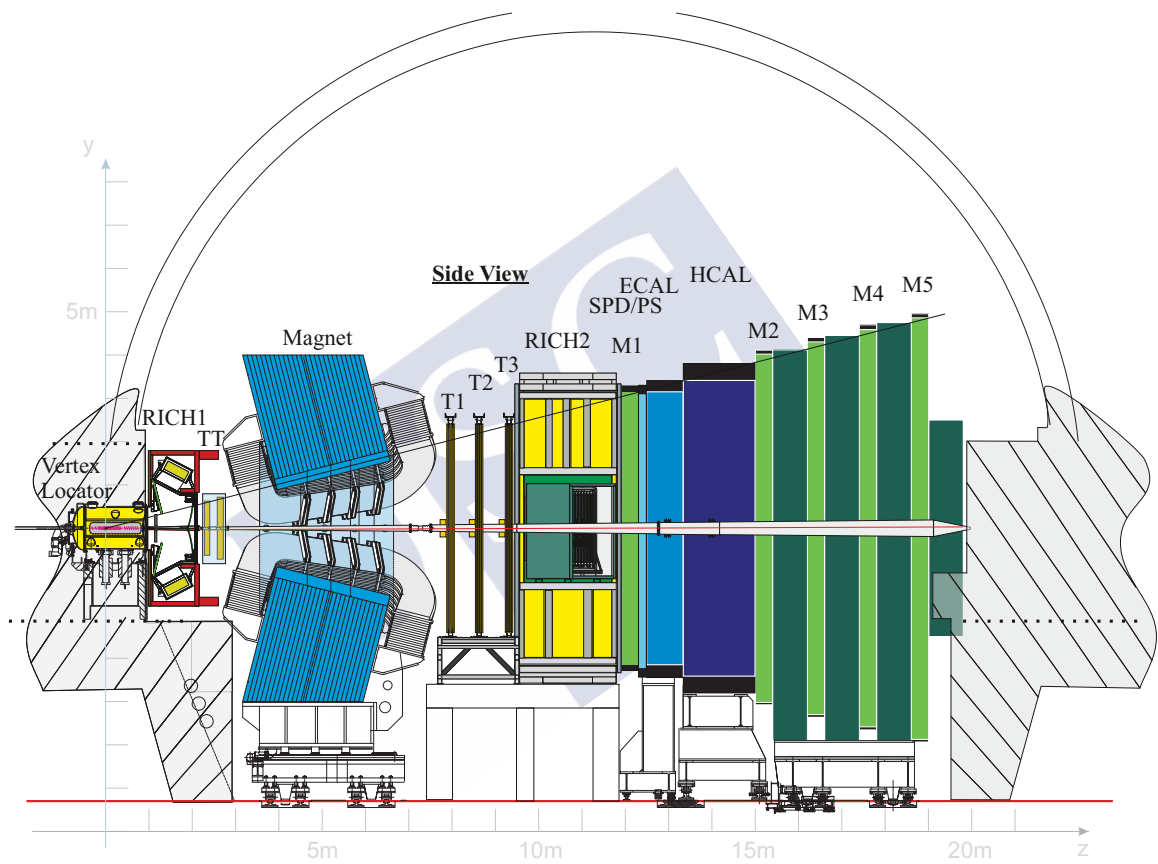 y
Side View
ECAL
HCAL
SPD/PS
M5
M4
M3
M2
5m
Magnet
RICH2
M1
T3
T2
T1
RICH1
TT
Vertex
Locator
5m
10m
15m
20m
z